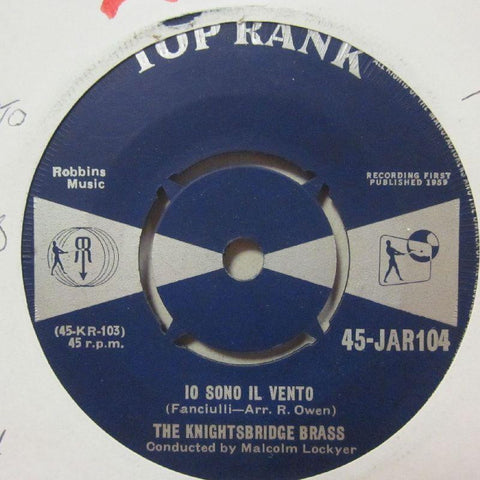 TOP RANK
Robbins
Music
RECORDING FIRST
PUBLISHED 1959
(45-KR-103)
45 r.p.m.
45-JAR104
IO SONO IL VENTO
(Fanciulli—Arr. R. Owen)
THE KNIGHTSBRIDGE BRASS
Conducted by Malcolm Lockyer